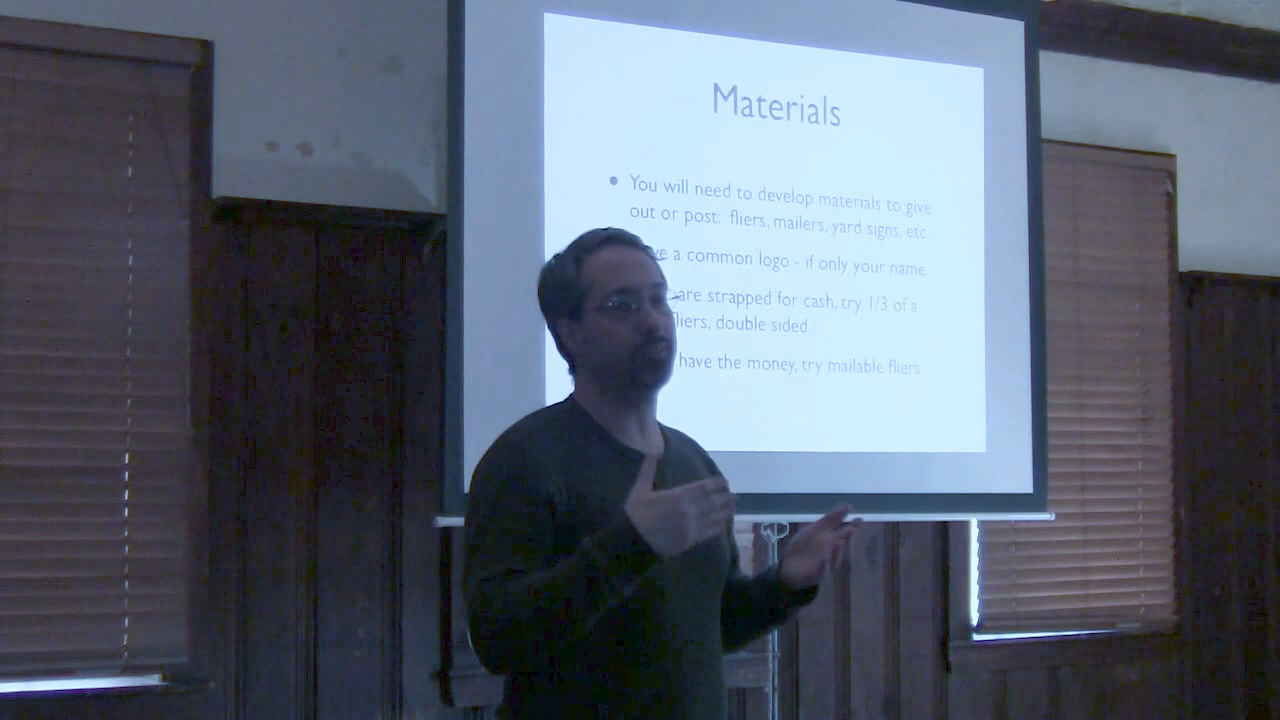 Materials
• You will need to develop materials to give
out or post: fliers, mailers, yard signs, etc.
a common logo - if only your name
are strapped for cash, try 1/3 of a
fliers, double sided
have the money, try mailable fliers